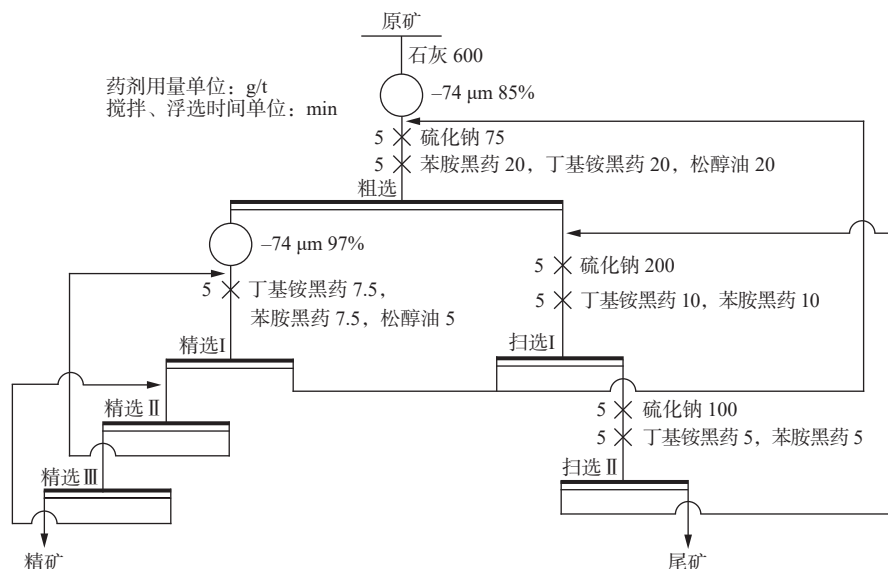 原矿
石灰 600
药剂用量单位：g/t
搅拌、浮选时间单位：min
–74 μm 85%
5 硫化钠 75
5 苯胺黑药 20，丁基铵黑药 20，松醇油 20
粗选
–74 μm 97%
5 硫化钠 200
5 丁基铵黑药 7.5，
苯胺黑药 7.5，松醇油 5
5 丁基铵黑药 10，苯胺黑药 10
精选Ⅰ
扫选Ⅰ
精选Ⅱ
5 硫化钠 100
5 丁基铵黑药 5，苯胺黑药 5
精选Ⅲ
扫选Ⅱ
精矿
尾矿